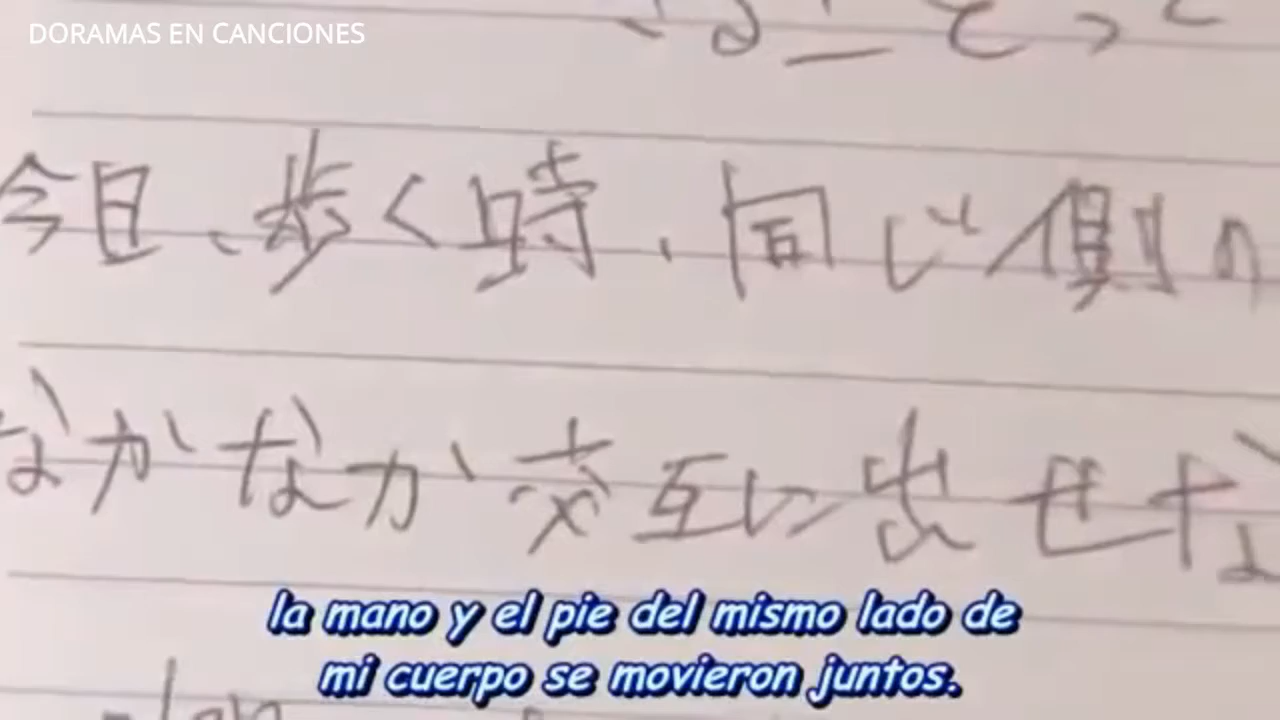 DORAMAS EN CANCIONES
今日、歩く時、同じ側の
なかなか交互に出せな
la mano y el pie del mismo lado de
mi cuerpo se movieron juntos.